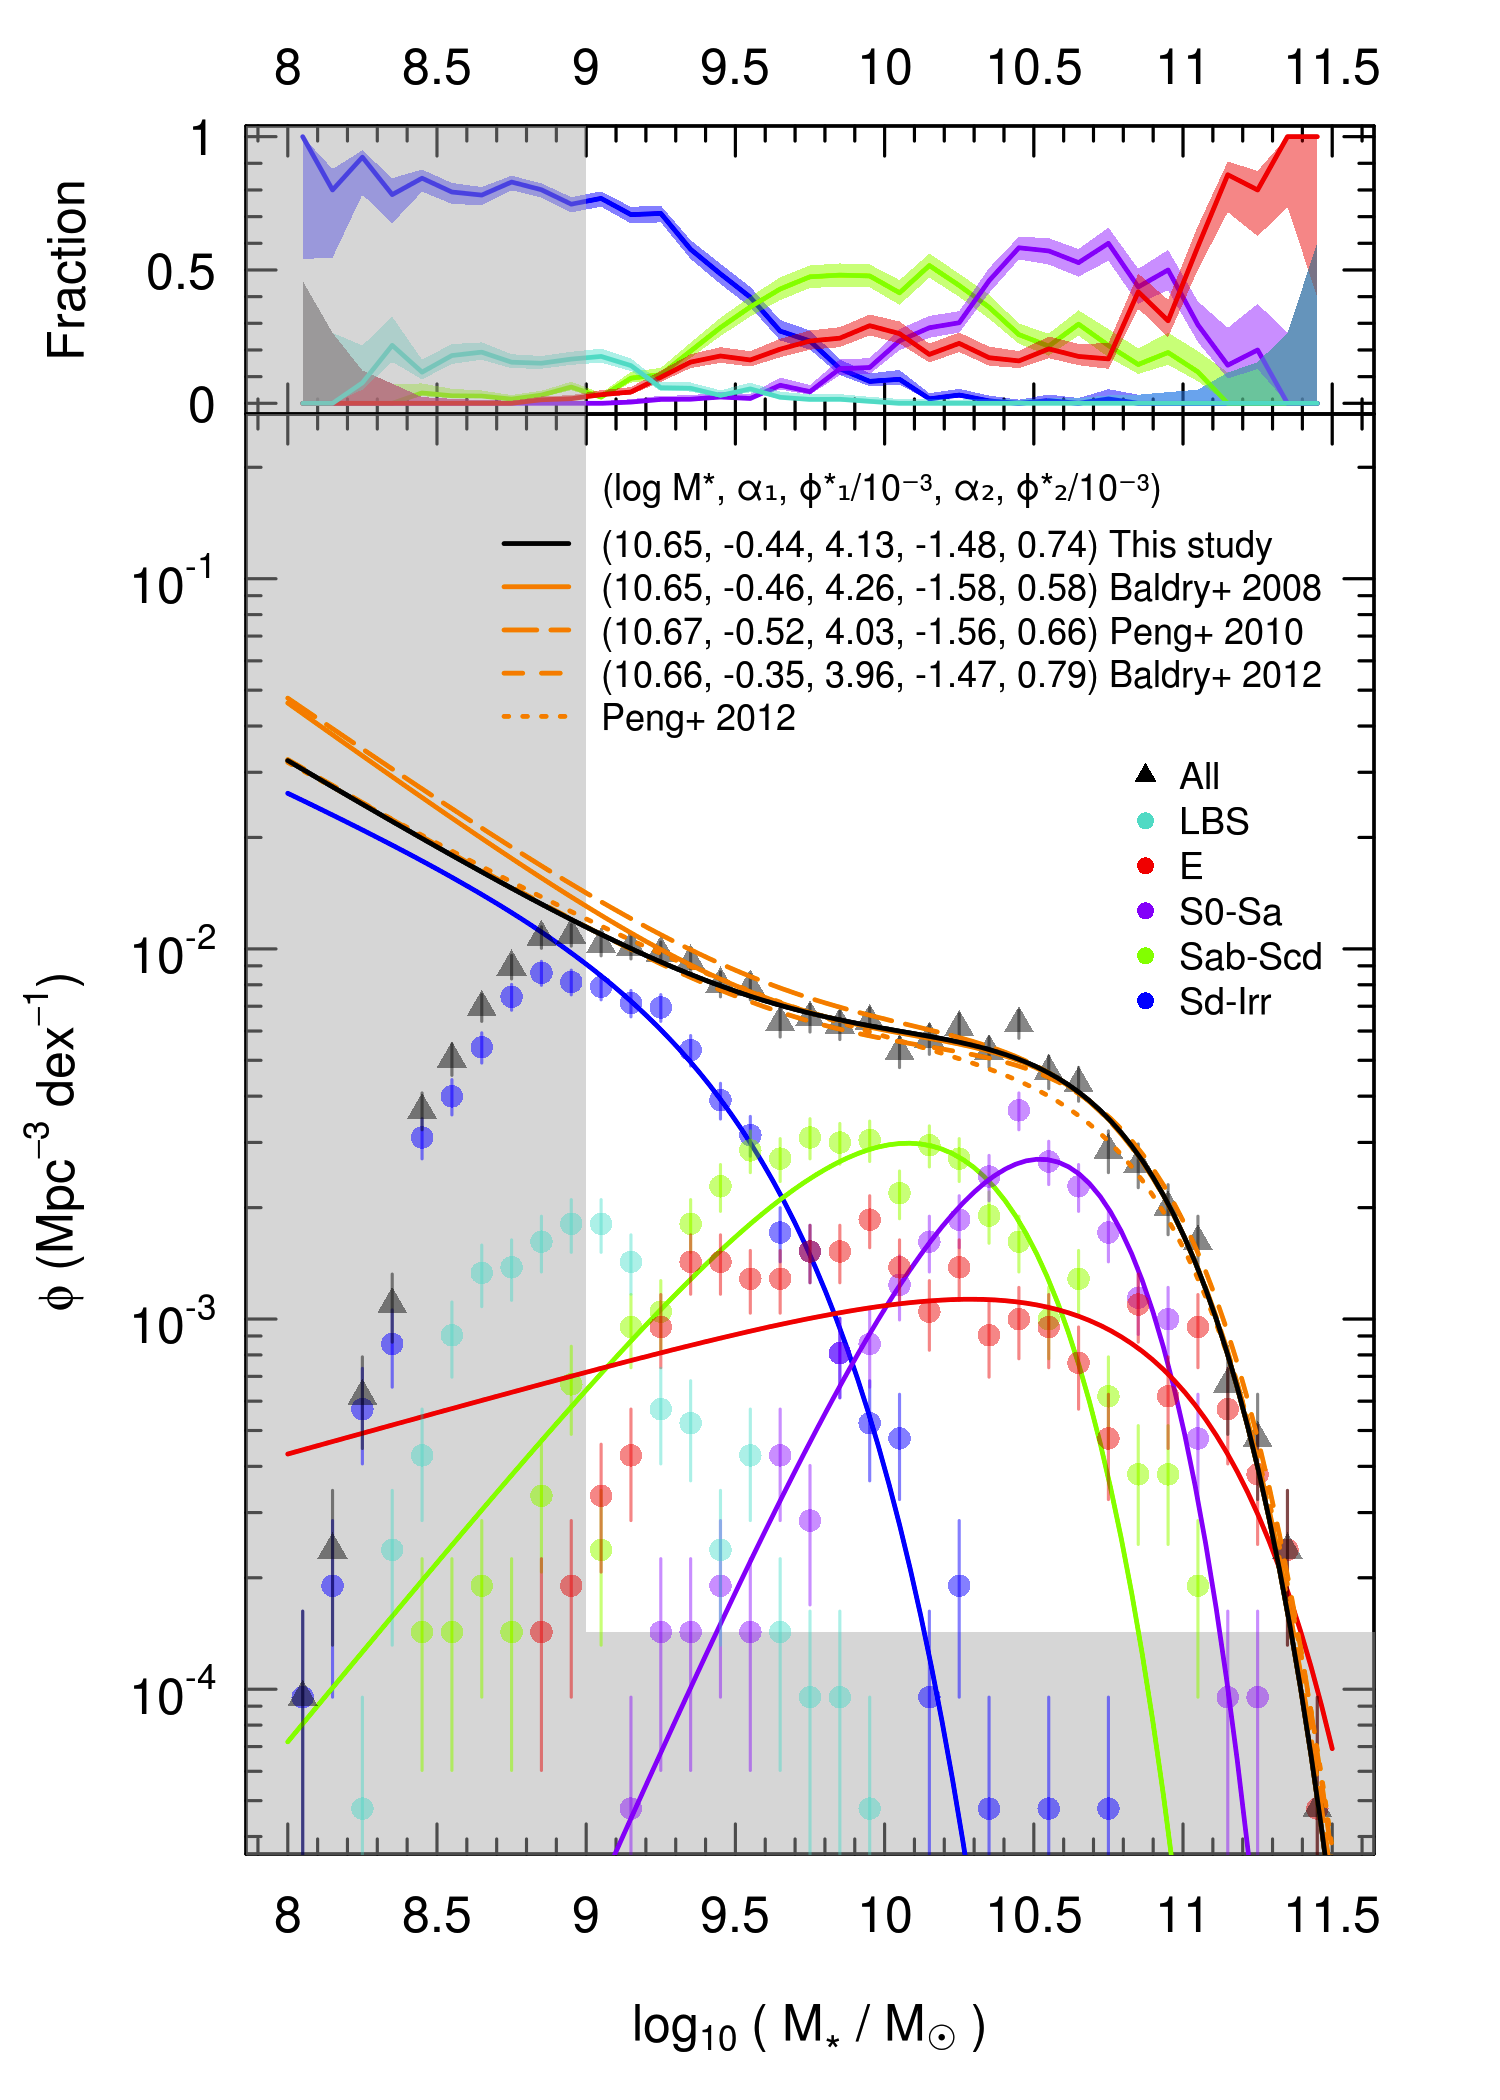 8 8.5 9 9.5 10 10.5 11 11.5
1
0.5
0
Fraction
(log M*, α₁, ϕ*₁/10⁻³, α₂, ϕ*₂/10⁻³)
(10.65, -0.44, 4.13, -1.48, 0.74) This study
(10.65, -0.46, 4.26, -1.58, 0.58) Baldry+ 2008
(10.67, -0.52, 4.03, -1.56, 0.66) Peng+ 2010
(10.66, -0.35, 3.96, -1.47, 0.79) Baldry+ 2012
Peng+ 2012
All
LBS
E
S0-Sa
Sab-Scd
Sd-Irr
10⁻¹
10⁻²
10⁻³
10⁻⁴
ϕ (Mpc⁻³ dex⁻¹)
8 8.5 9 9.5 10 10.5 11 11.5
log₁₀ ( M* / M☉ )